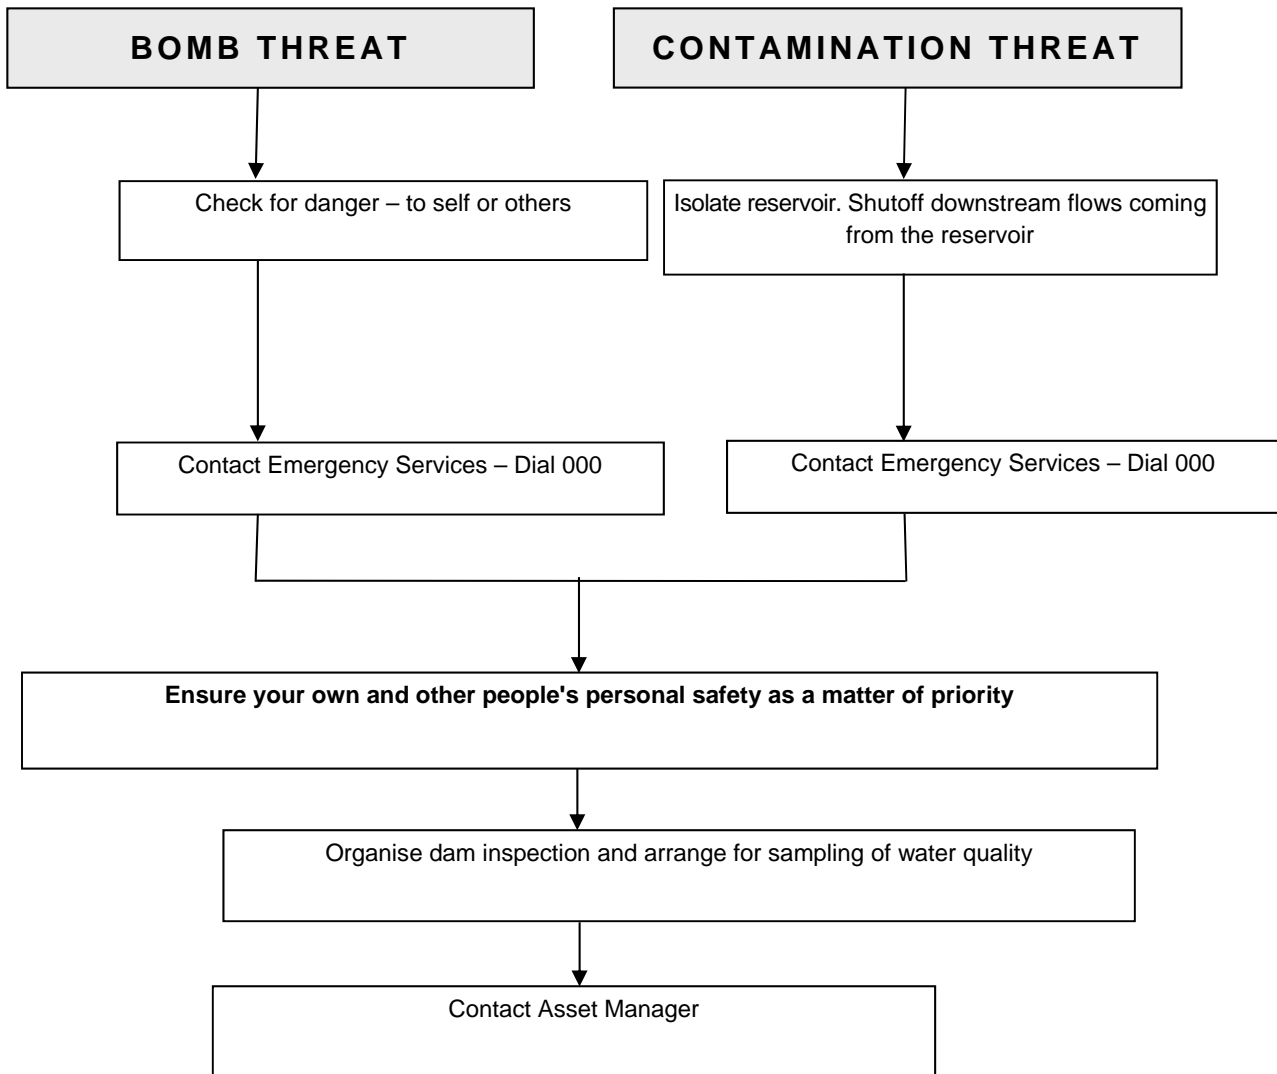 BOMB THREAT
CONTAMINATION THREAT
Check for danger – to self or others
Isolate reservoir. Shutoff downstream flows coming
from the reservoir
Contact Emergency Services – Dial 000
Contact Emergency Services – Dial 000
Ensure your own and other people's personal safety as a matter of priority
Organise dam inspection and arrange for sampling of water quality
Contact Asset Manager